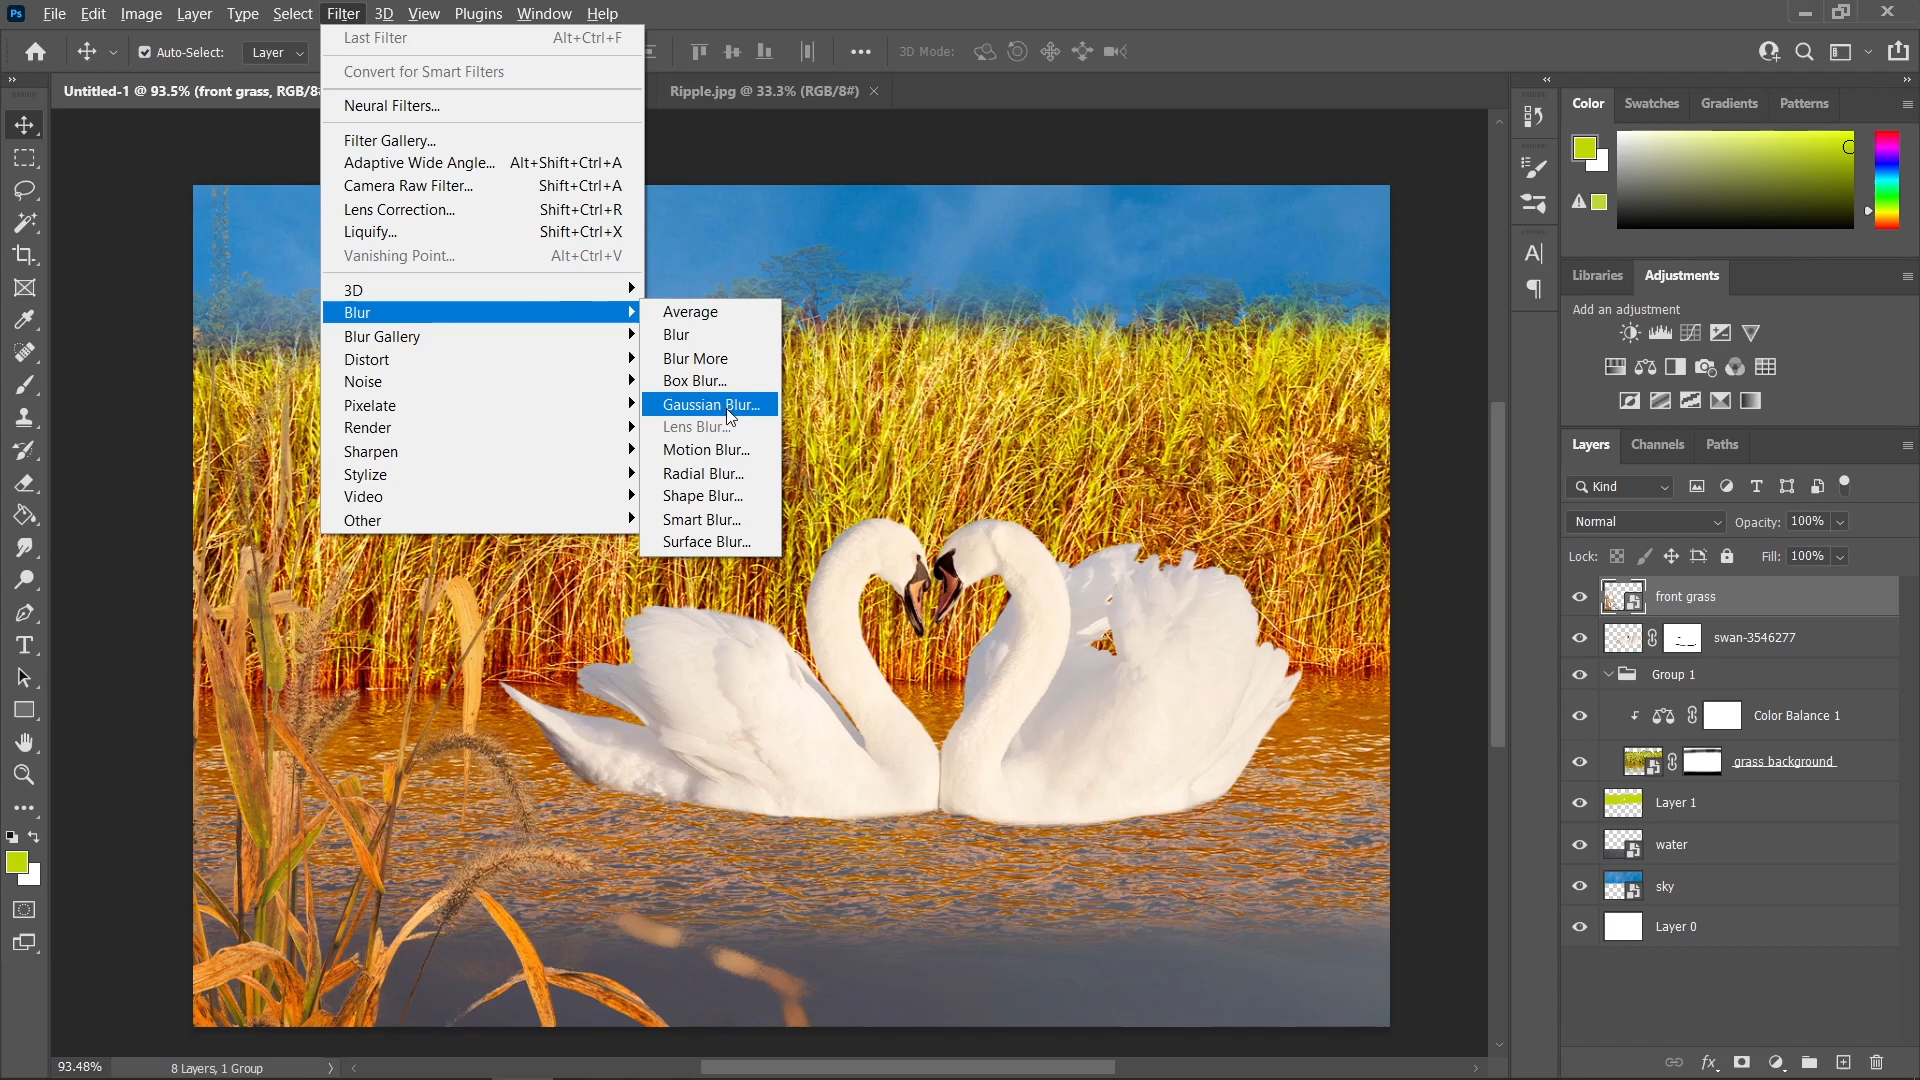 Ps File Edit Image Layer Type Select Filter 3D View Plugins Window Help
Auto-Select: Layer 3D Mode:
Untitled-1 @ 93.5% (front grass, RGB/8
Ripple.jpg @ 33.3% (RGB/8#)
Last Filter Alt+Ctrl+F
Convert for Smart Filters
Neural Filters...
Filter Gallery...
Adaptive Wide Angle... Alt+Shift+Ctrl+A
Camera Raw Filter... Shift+Ctrl+A
Lens Correction... Shift+Ctrl+R
Liquify... Shift+Ctrl+X
Vanishing Point... Alt+Ctrl+V
3D
Blur
Blur Gallery
Distort
Noise
Pixelate
Render
Sharpen
Stylize
Video
Other
Average
Blur
Blur More
Box Blur...
Gaussian Blur...
Lens Blur...
Motion Blur...
Radial Blur...
Shape Blur...
Smart Blur...
Surface Blur...
Color Swatches Gradients Patterns
Libraries Adjustments
Add an adjustment
Layers Channels Paths
Kind
Normal Opacity: 100%
Lock: Fill: 100%
front grass
swan-3546277
Group 1
Color Balance 1
grass background
Layer 1
water
sky
Layer 0
fx
93.48% 8 Layers, 1 Group